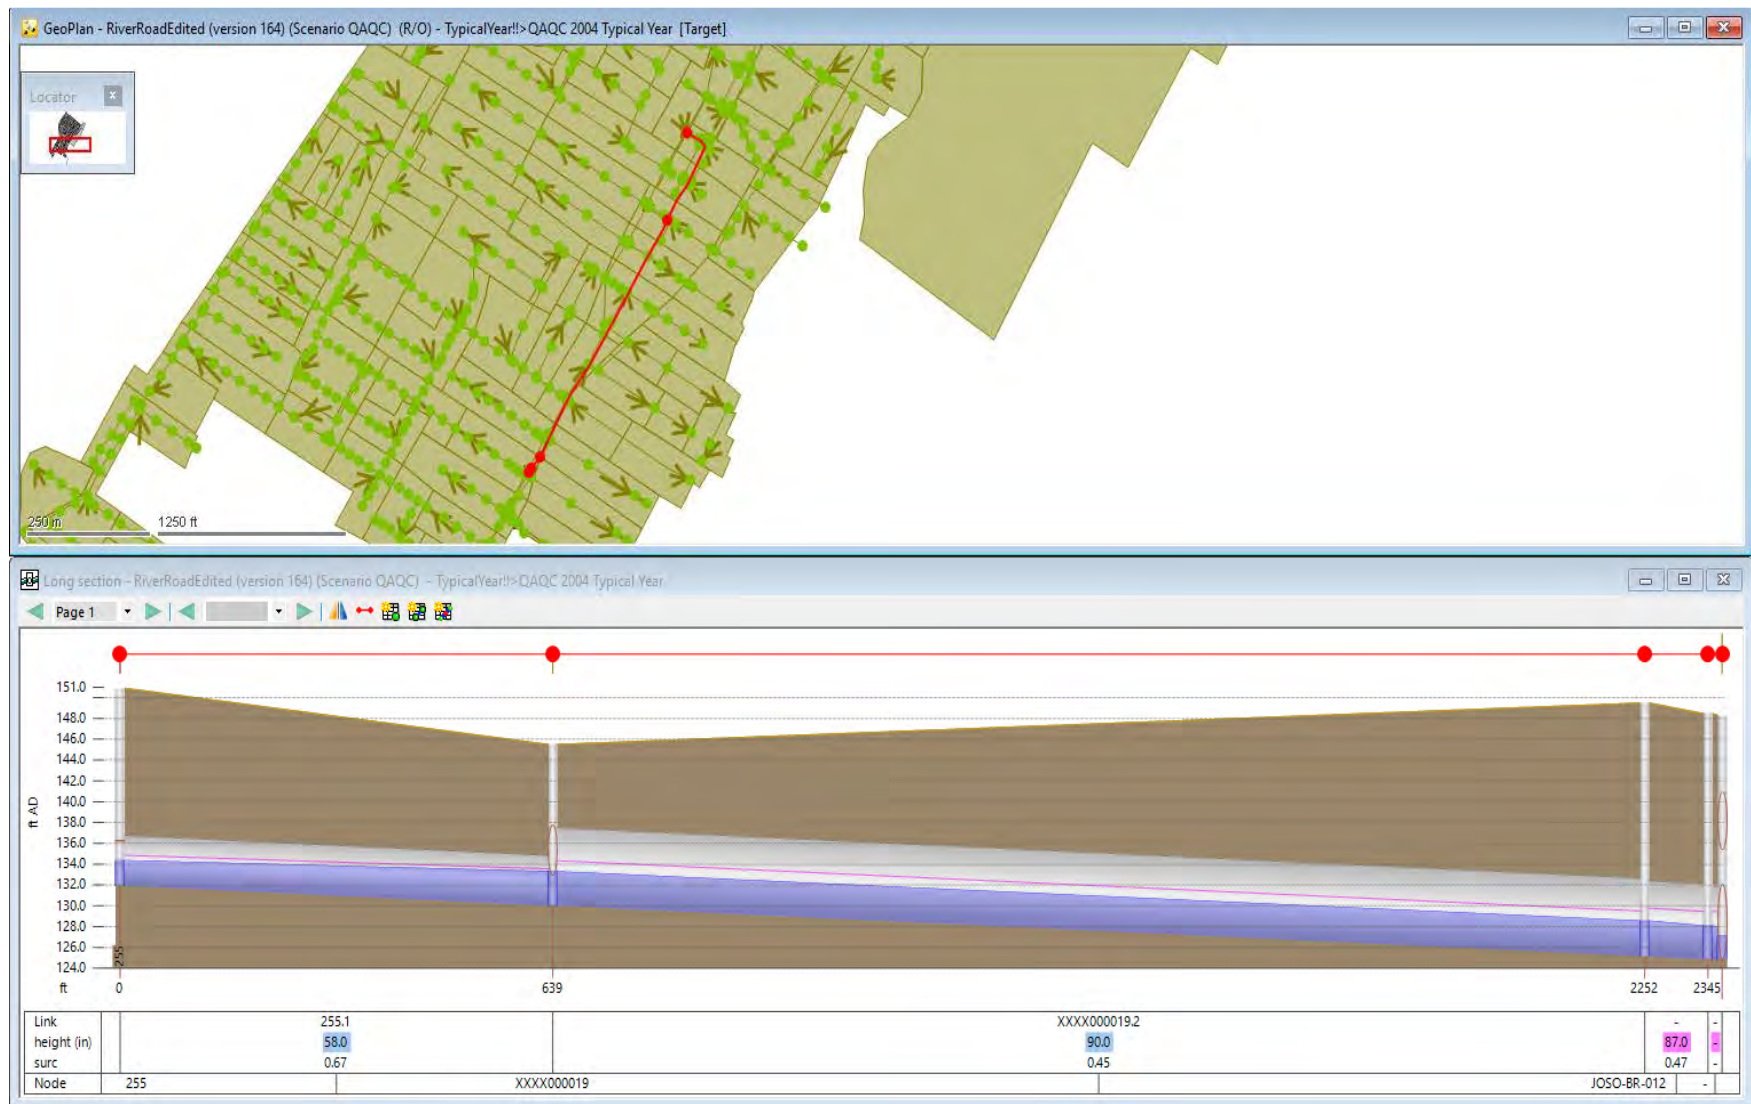 GeoPlan - RiverRoadEdited (version 164) (Scenario QAQC) (R/O) - TypicalYear!!>QAQC 2004 Typical Year [Target]
Locator
250 m
1250 ft
Long section - RiverRoadEdited (version 164) (Scenario QAQC) - TypicalYear!!>QAQC 2004 Typical Year
Page 1
151.0
148.0
146.0
144.0
142.0
140.0
138.0
136.0
134.0
132.0
130.0
128.0
126.0
124.0
ft AD
255
ft 0 639 2252 2345
Link 255.1 XXXX000019.2 - -
height (in) 58.0 90.0 87.0 -
surc 0.67 0.45 0.47 -
Node 255 XXXX000019 JOSO-BR-012 -